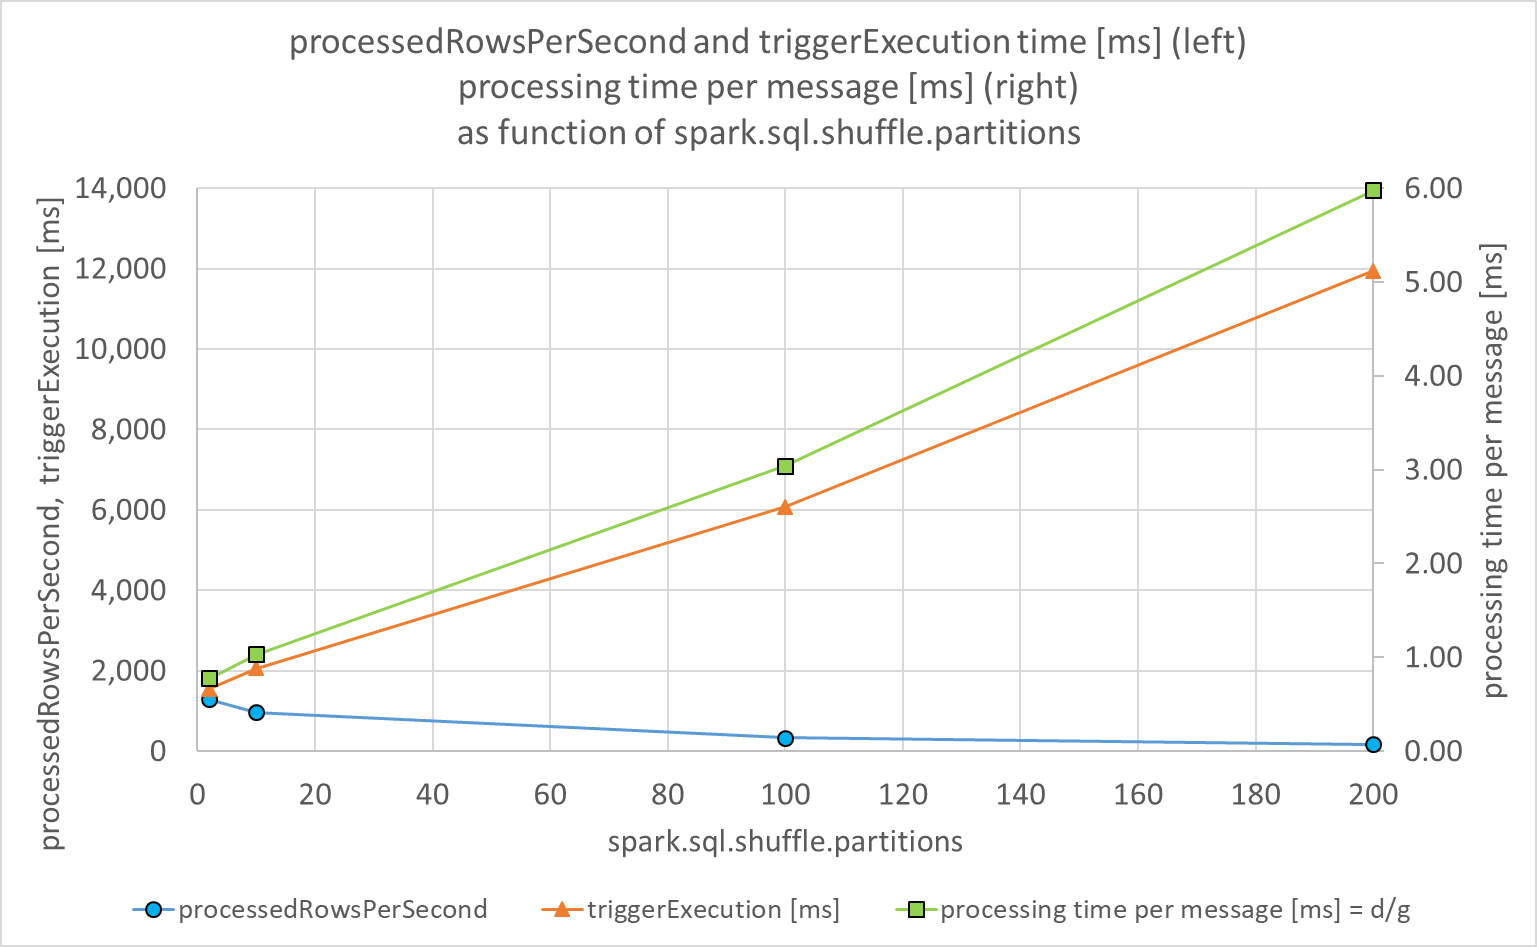 processedRowsPerSecond and triggerExecution time [ms] (left)
processing time per message [ms] (right)
as function of spark.sql.shuffle.partitions
processedRowsPerSecond, triggerExecution [ms]
14,000
12,000
10,000
8,000
6,000
4,000
2,000
0
6.00
5.00
4.00
3.00
2.00
1.00
0.00
processing time per message [ms]
0 20 40 60 80 100 120 140 160 180 200
spark.sql.shuffle.partitions
processedRowsPerSecond triggerExecution [ms] processing time per message [ms] = d/g